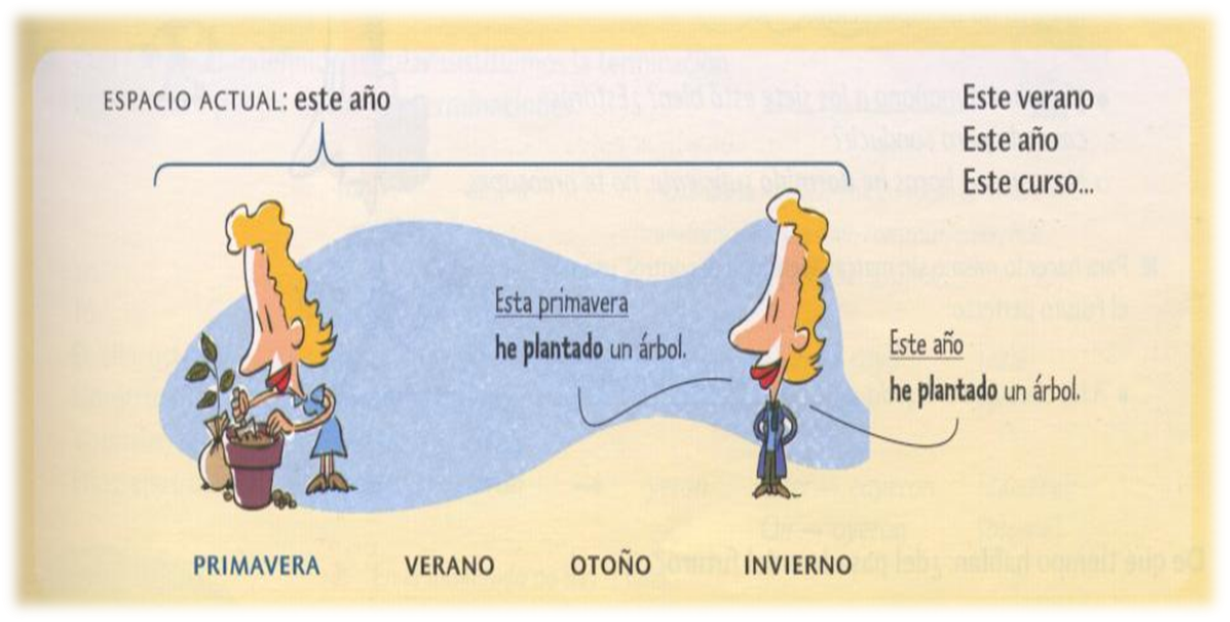 ESPACIO ACTUAL: este año
Este verano
Este año
Este curso...
Esta primavera
he plantado un árbol.
Este año
he plantado un árbol.
PRIMAVERA VERANO OTOÑO INVIERNO